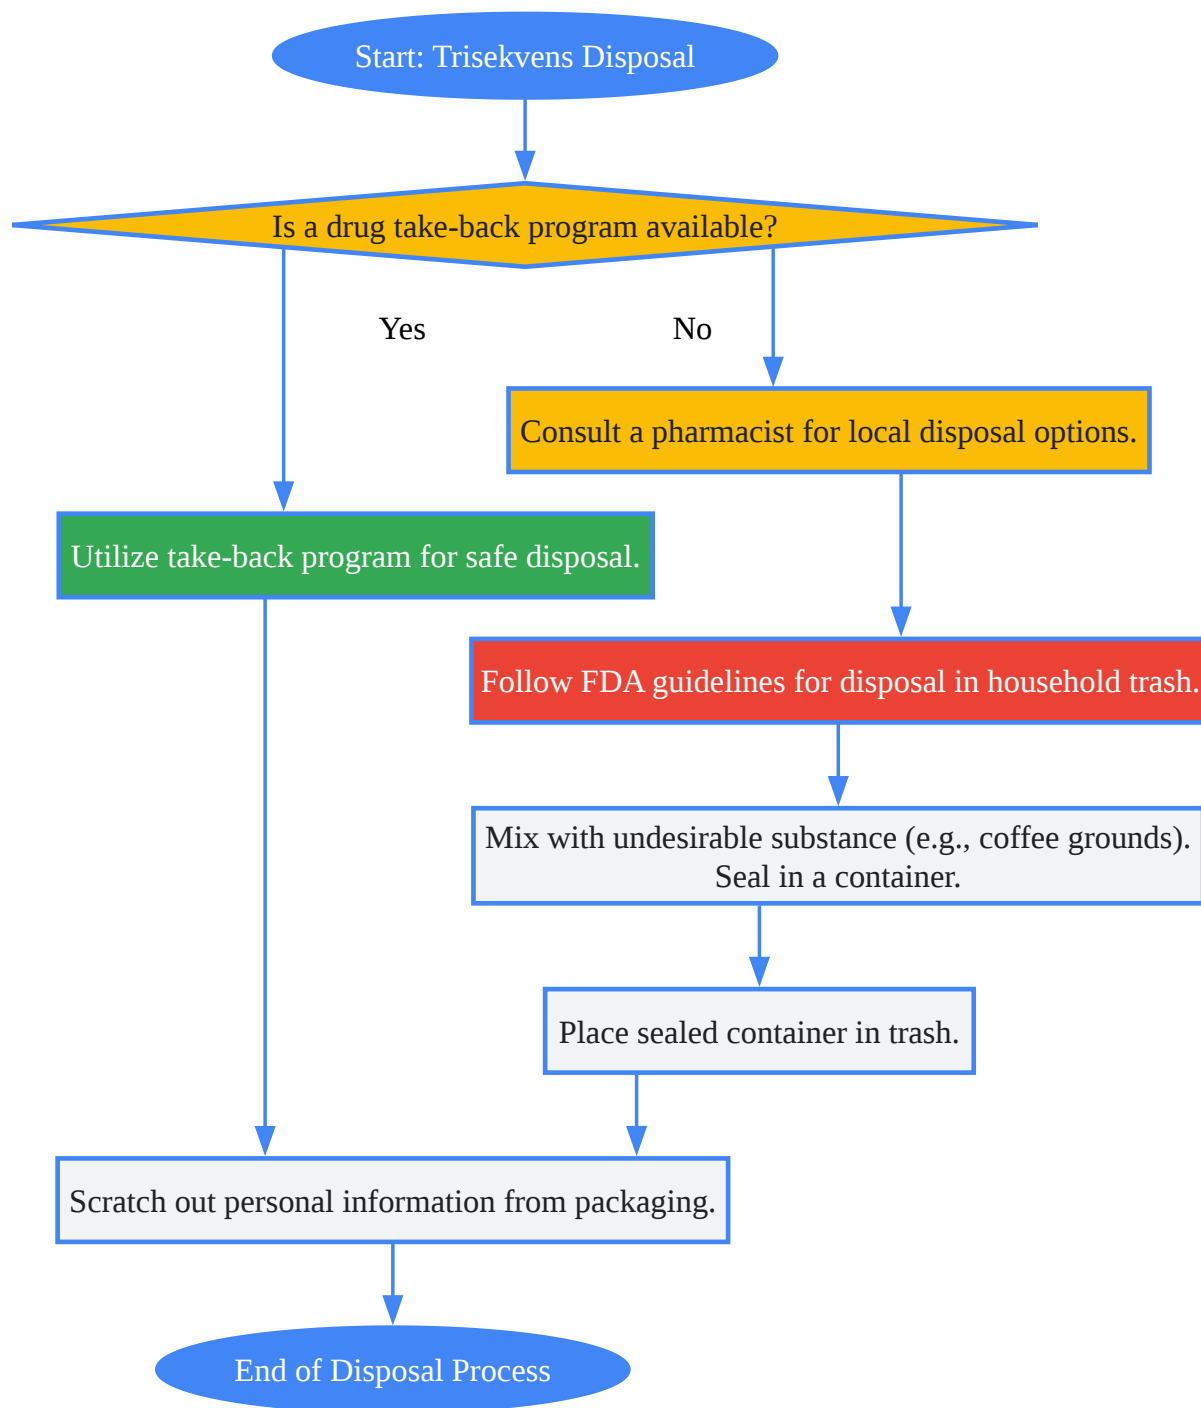 Start: Trisekvens Disposal
Is a drug take-back program available?
Yes
No
Consult a pharmacist for local disposal options.
Utilize take-back program for safe disposal.
Follow FDA guidelines for disposal in household trash.
Mix with undesirable substance (e.g., coffee grounds).
Seal in a container.
Place sealed container in trash.
Scratch out personal information from packaging.
End of Disposal Process